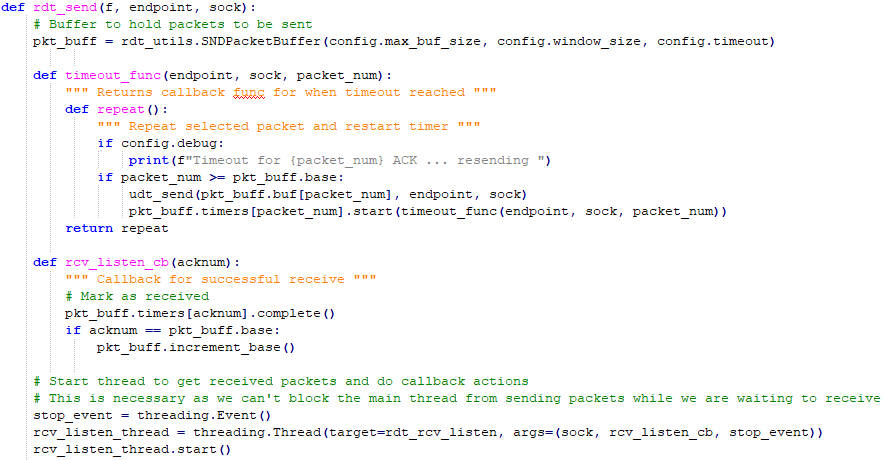 def rdt_send(f, endpoint, sock):
    # Buffer to hold packets to be sent
    pkt_buff = rdt_utils.SNDPacketBuffer(config.max_buf_size, config.window_size, config.timeout)

    def timeout_func(endpoint, sock, packet_num):
        """ Returns callback func for when timeout reached """
        def repeat():
            """ Repeat selected packet and restart timer """
            if config.debug:
                print(f"Timeout for {packet_num} ACK ... resending ")
            if packet_num >= pkt_buff.base:
                udt_send(pkt_buff.buf[packet_num], endpoint, sock)
                pkt_buff.timers[packet_num].start(timeout_func(endpoint, sock, packet_num))
        return repeat

    def rcv_listen_cb(acknum):
        """ Callback for successful receive """
        # Mark as received
        pkt_buff.timers[acknum].complete()
        if acknum == pkt_buff.base:
            pkt_buff.increment_base()

    # Start thread to get received packets and do callback actions
    # This is necessary as we can't block the main thread from sending packets while we are waiting to receive
    stop_event = threading.Event()
    rcv_listen_thread = threading.Thread(target=rdt_rcv_listen, args=(sock, rcv_listen_cb, stop_event))
    rcv_listen_thread.start()